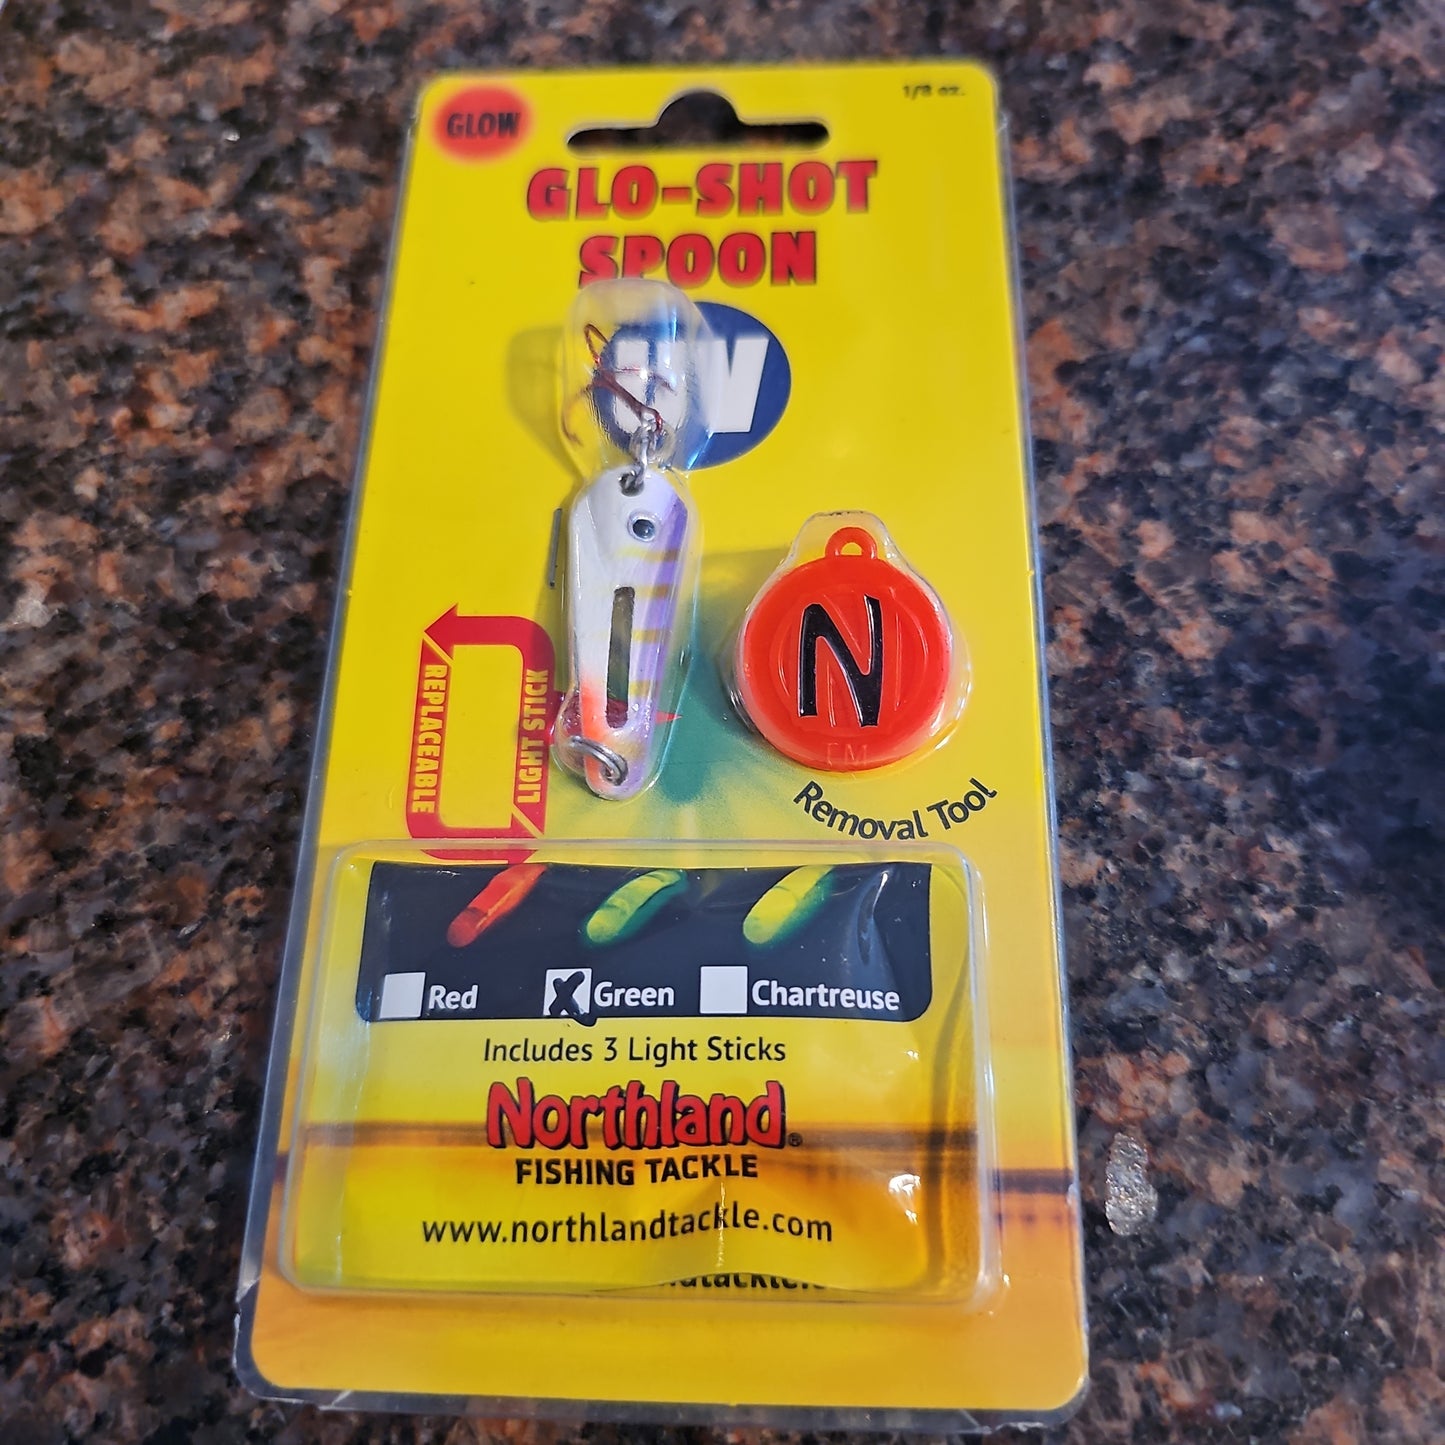 GLOW
1/8 oz.
GLO-SHOT
SPOON
UV
N
TM
REPLACEABLE
LIGHT STICK
Removal Tool
Red
Green
Chartreuse
Includes 3 Light Sticks
Northland®
FISHING TACKLE
www.northlandtackle.com